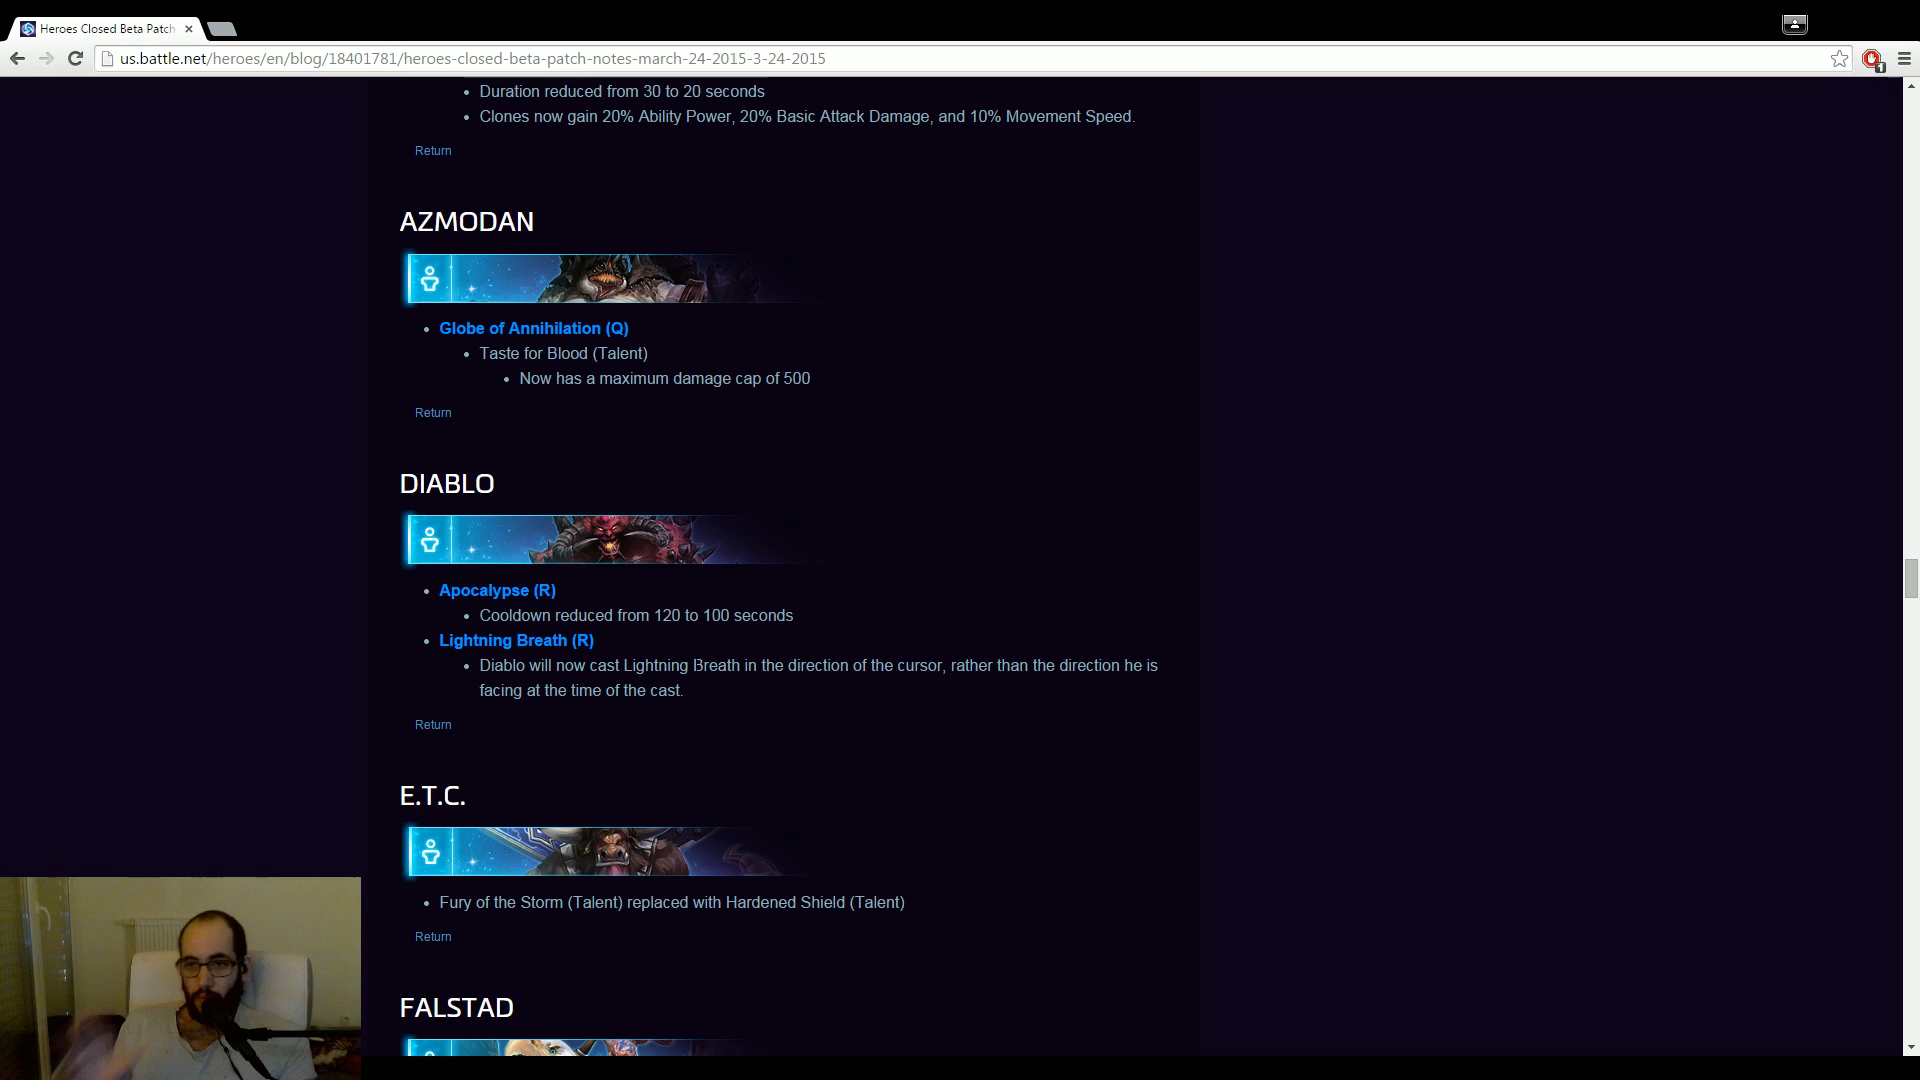 Heroes Closed Beta Patch
us.battle.net/heroes/en/blog/18401781/heroes-closed-beta-patch-notes-march-24-2015-3-24-2015
1
Duration reduced from 30 to 20 seconds
Clones now gain 20% Ability Power, 20% Basic Attack Damage, and 10% Movement Speed.
Return
AZMODAN
Globe of Annihilation (Q)
Taste for Blood (Talent)
Now has a maximum damage cap of 500
Return
DIABLO
Apocalypse (R)
Cooldown reduced from 120 to 100 seconds
Lightning Breath (R)
Diablo will now cast Lightning Breath in the direction of the cursor, rather than the direction he is
facing at the time of the cast.
Return
E.T.C.
Fury of the Storm (Talent) replaced with Hardened Shield (Talent)
Return
FALSTAD